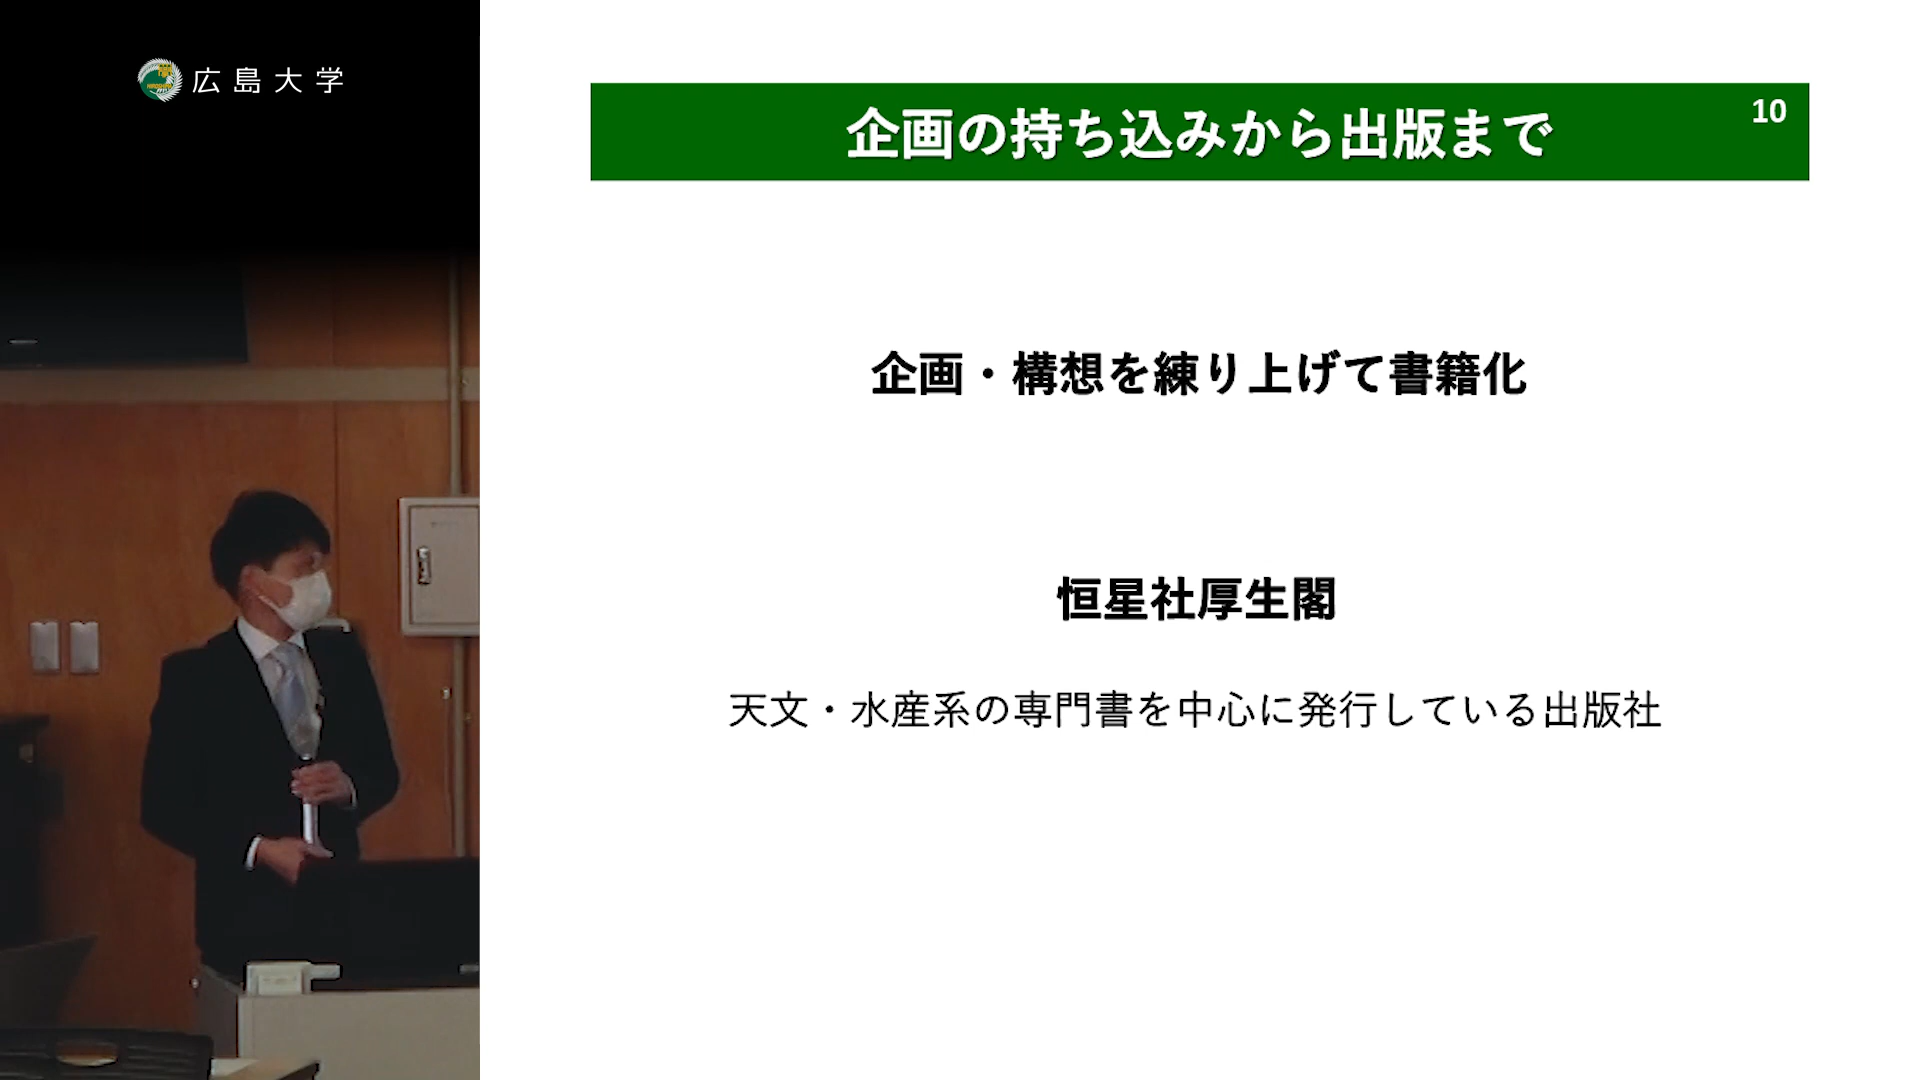 広島大学
企画の持ち込みから出版まで
10
企画・構想を練り上げて書籍化
恒星社厚生閣
天文・水産系の専門書を中心に発行している出版社